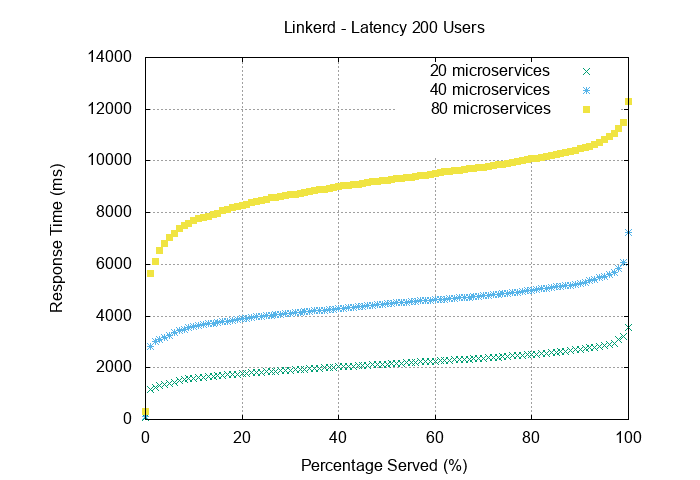 Linkerd - Latency 200 Users
14000
12000
10000
8000
6000
4000
2000
0
Response Time (ms)
20 microservices
40 microservices
80 microservices
0 20 40 60 80 100
Percentage Served (%)